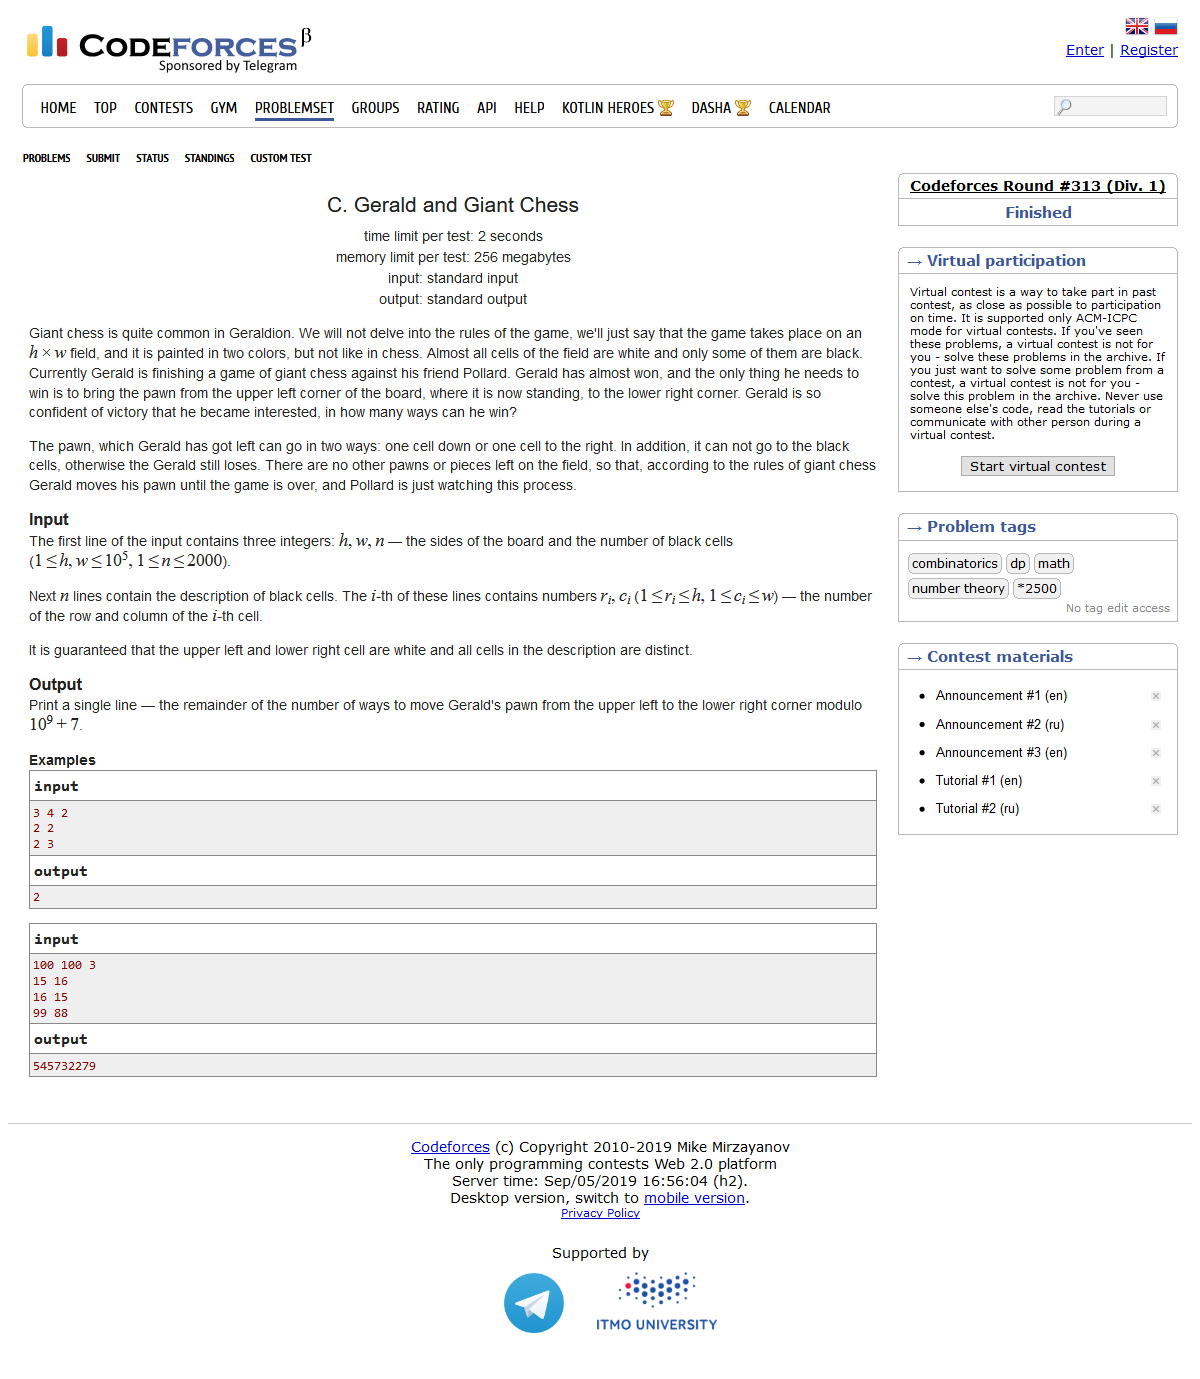 CODEFORCES β
Sponsored by Telegram
Enter | Register
HOME TOP CONTESTS GYM PROBLEMSET GROUPS RATING API HELP KOTLIN HEROES DASHA CALENDAR
PROBLEMS SUBMIT STATUS STANDINGS CUSTOM TEST
C. Gerald and Giant Chess
time limit per test: 2 seconds
memory limit per test: 256 megabytes
input: standard input
output: standard output
Giant chess is quite common in Geraldion. We will not delve into the rules of the game, we'll just say that the game takes place on an
h × w field, and it is painted in two colors, but not like in chess. Almost all cells of the field are white and only some of them are black.
Currently Gerald is finishing a game of giant chess against his friend Pollard. Gerald has almost won, and the only thing he needs to
win is to bring the pawn from the upper left corner of the board, where it is now standing, to the lower right corner. Gerald is so
confident of victory that he became interested, in how many ways can he win?
The pawn, which Gerald has got left can go in two ways: one cell down or one cell to the right. In addition, it can not go to the black
cells, otherwise the Gerald still loses. There are no other pawns or pieces left on the field, so that, according to the rules of giant chess
Gerald moves his pawn until the game is over, and Pollard is just watching this process.
Input
The first line of the input contains three integers: h, w, n — the sides of the board and the number of black cells
(1 ≤ h, w ≤ 10⁵, 1 ≤ n ≤ 2000).
Next n lines contain the description of black cells. The i-th of these lines contains numbers rᵢ, cᵢ (1 ≤ rᵢ ≤ h, 1 ≤ cᵢ ≤ w) — the number
of the row and column of the i-th cell.
It is guaranteed that the upper left and lower right cell are white and all cells in the description are distinct.
Output
Print a single line — the remainder of the number of ways to move Gerald's pawn from the upper left to the lower right corner modulo
10⁹ + 7.
Examples
input
3 4 2
2 2
2 3
output
2
input
100 100 3
15 16
16 15
99 88
output
545732279
Codeforces Round #313 (Div. 1)
Finished
→ Virtual participation
Virtual contest is a way to take part in past
contest, as close as possible to participation
on time. It is supported only ACM-ICPC
mode for virtual contests. If you've seen
these problems, a virtual contest is not for
you - solve these problems in the archive. If
you just want to solve some problem from a
contest, a virtual contest is not for you -
solve this problem in the archive. Never use
someone else's code, read the tutorials or
communicate with other person during a
virtual contest.
Start virtual contest
→ Problem tags
combinatorics dp math
number theory *2500
No tag edit access
→ Contest materials
Announcement #1 (en)
Announcement #2 (ru)
Announcement #3 (en)
Tutorial #1 (en)
Tutorial #2 (ru)
Codeforces (c) Copyright 2010-2019 Mike Mirzayanov
The only programming contests Web 2.0 platform
Server time: Sep/05/2019 16:56:04 (h2).
Desktop version, switch to mobile version.
Privacy Policy
Supported by
ITMO UNIVERSITY